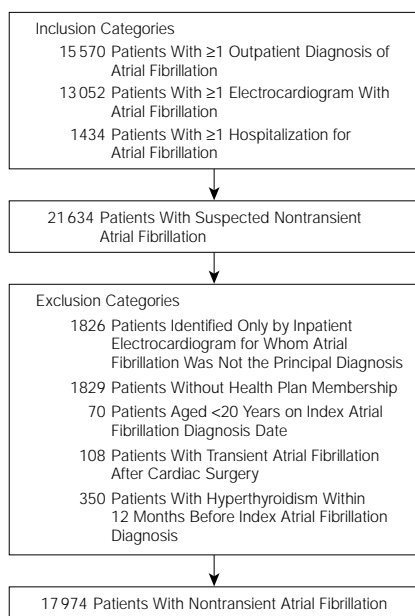 Inclusion Categories
15 570 Patients With ≥1 Outpatient Diagnosis of
Atrial Fibrillation
13 052 Patients With ≥1 Electrocardiogram With
Atrial Fibrillation
1434 Patients With ≥1 Hospitalization for
Atrial Fibrillation
21 634 Patients With Suspected Nontransient
Atrial Fibrillation
Exclusion Categories
1826 Patients Identified Only by Inpatient
Electrocardiogram for Whom Atrial
Fibrillation Was Not the Principal Diagnosis
1829 Patients Without Health Plan Membership
70 Patients Aged <20 Years on Index Atrial
Fibrillation Diagnosis Date
108 Patients With Transient Atrial Fibrillation
After Cardiac Surgery
350 Patients With Hyperthyroidism Within
12 Months Before Index Atrial Fibrillation
Diagnosis
17 974 Patients With Nontransient Atrial Fibrillation